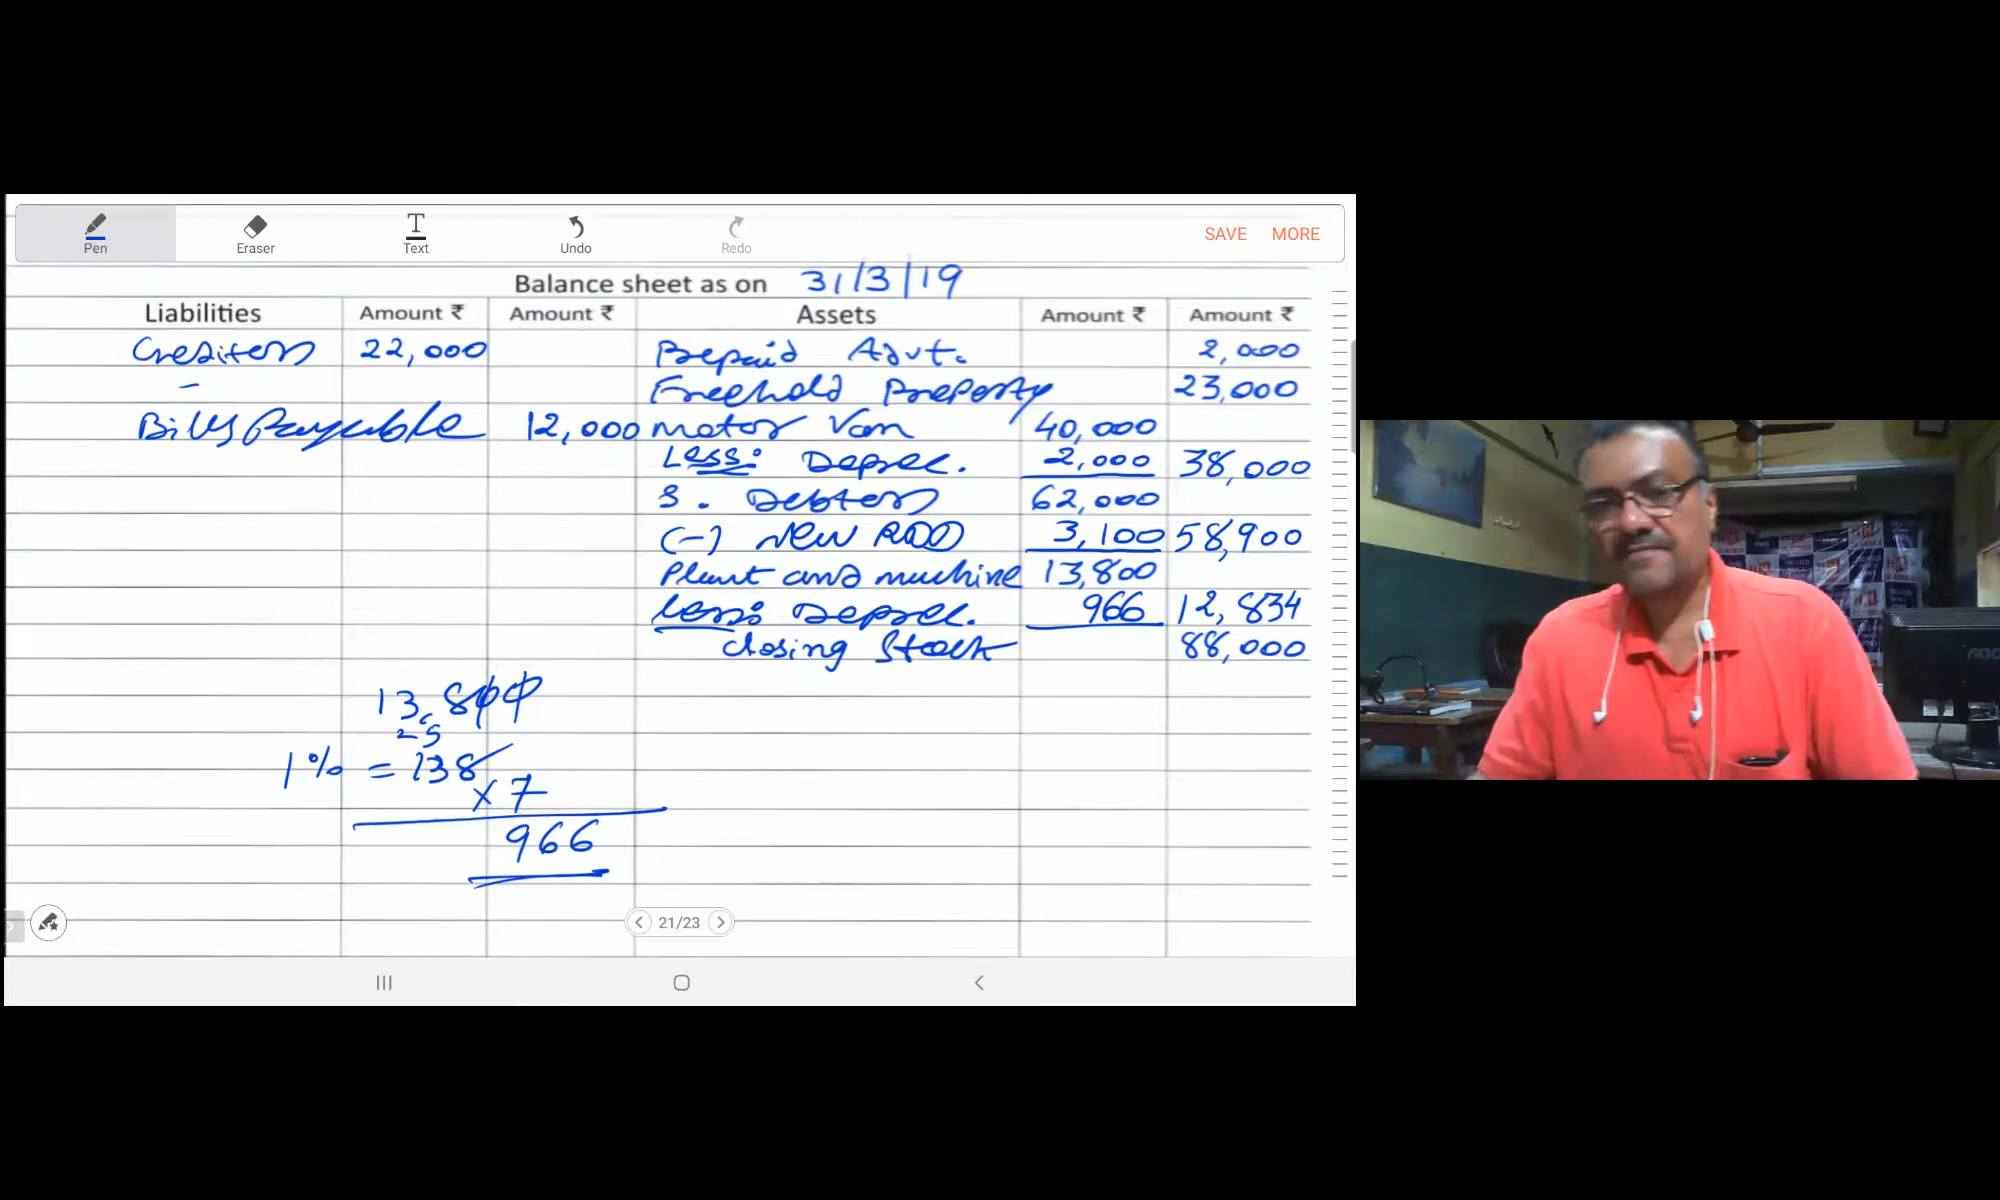 Pen Eraser Text Undo Redo SAVE MORE
Balance sheet as on 31/3/19
Liabilities Amount ₹ Amount ₹ Assets Amount ₹ Amount ₹
Creditors 22,000 Prepaid Advt. 2,000
- Freehold Property 23,000
Bills Payable 12,000 Motor Van 40,000
Less: Deprec. 2,000 38,000
S. Debtors 62,000
(-) New RDD 3,100 58,900
Plant and machine 13,800
Less: Deprec. 966 12,834
Closing Stock 88,000
13,800
25
1% = 138
x 7
966
21/23